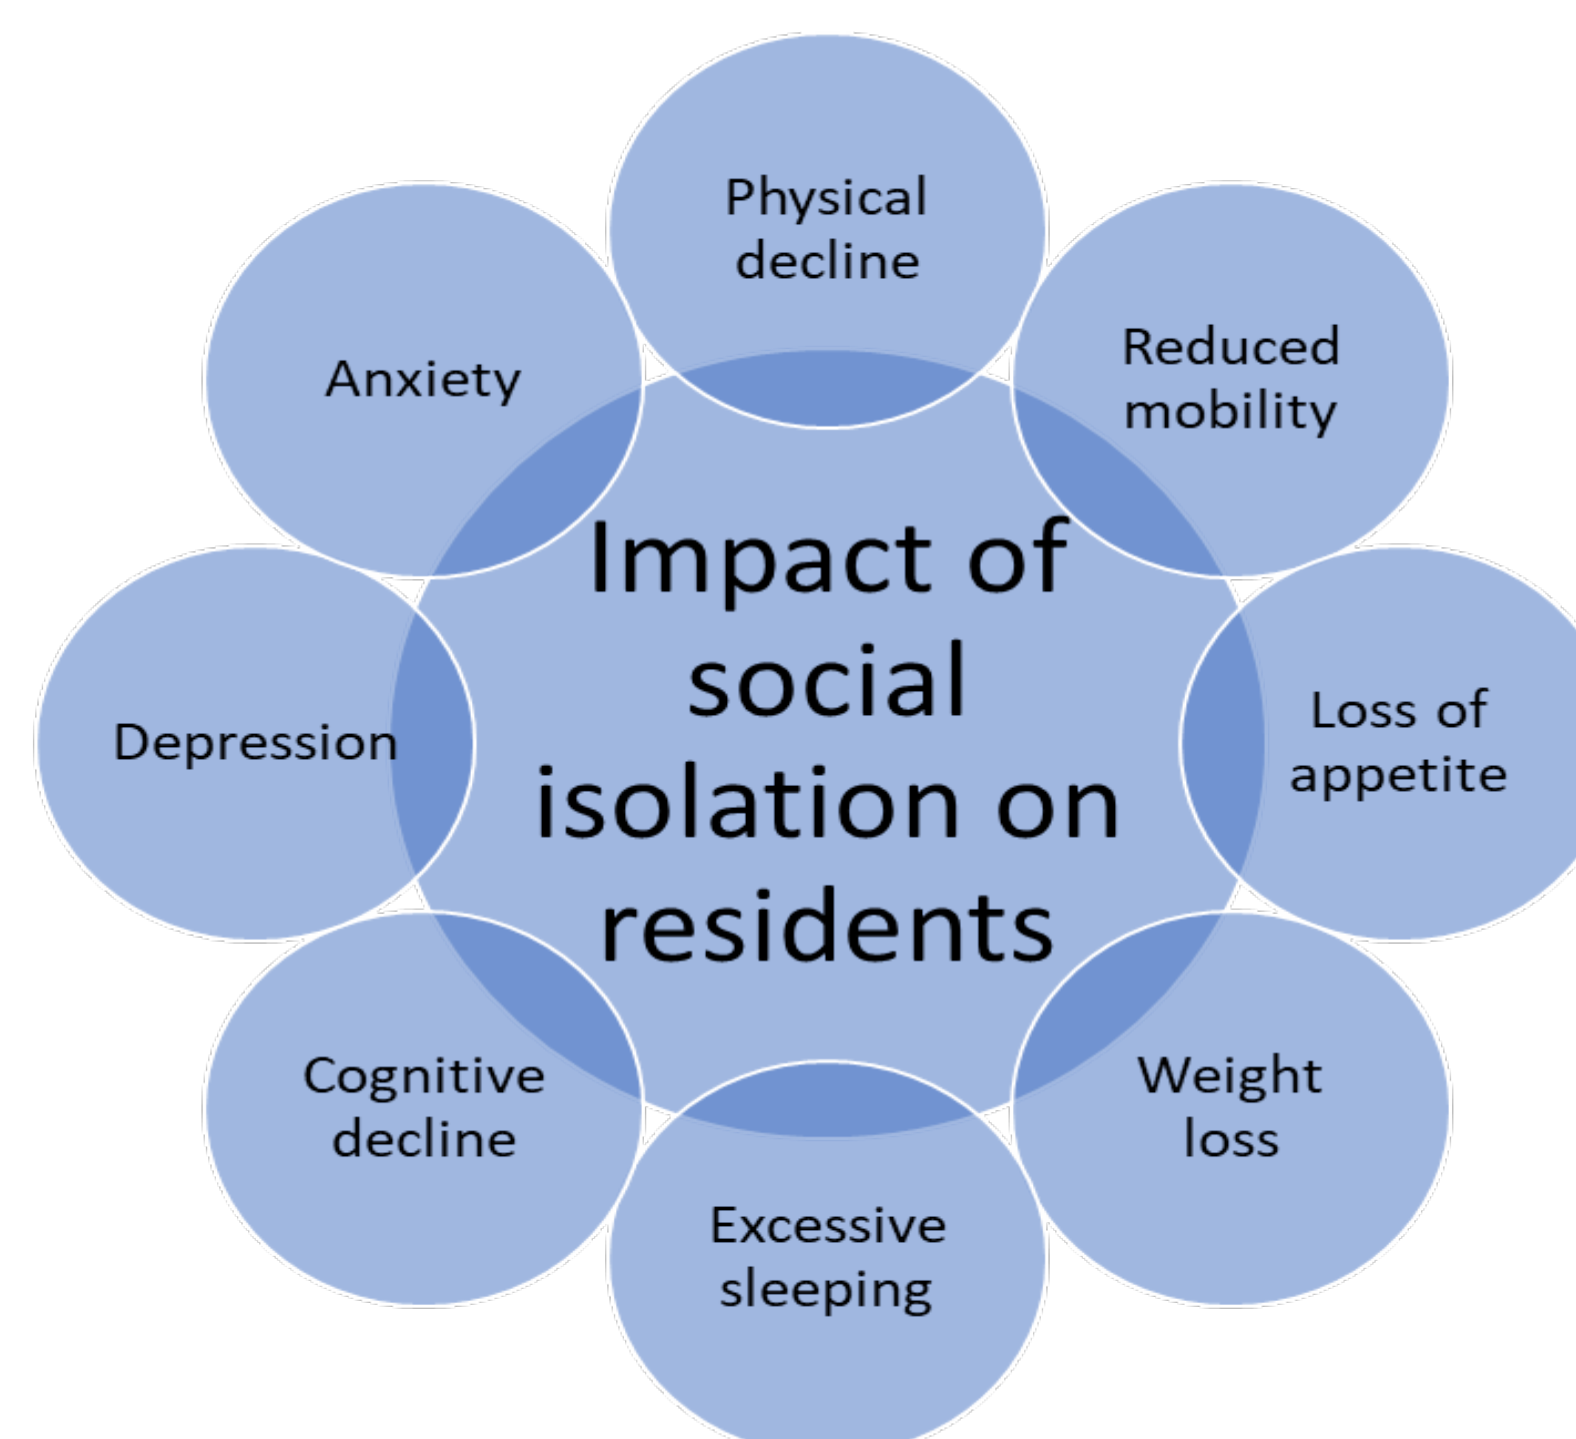 Physical
decline
Reduced
mobility
Loss of
appetite
Weight
loss
Excessive
sleeping
Cognitive
decline
Depression
Anxiety
Impact of
social
isolation on
residents